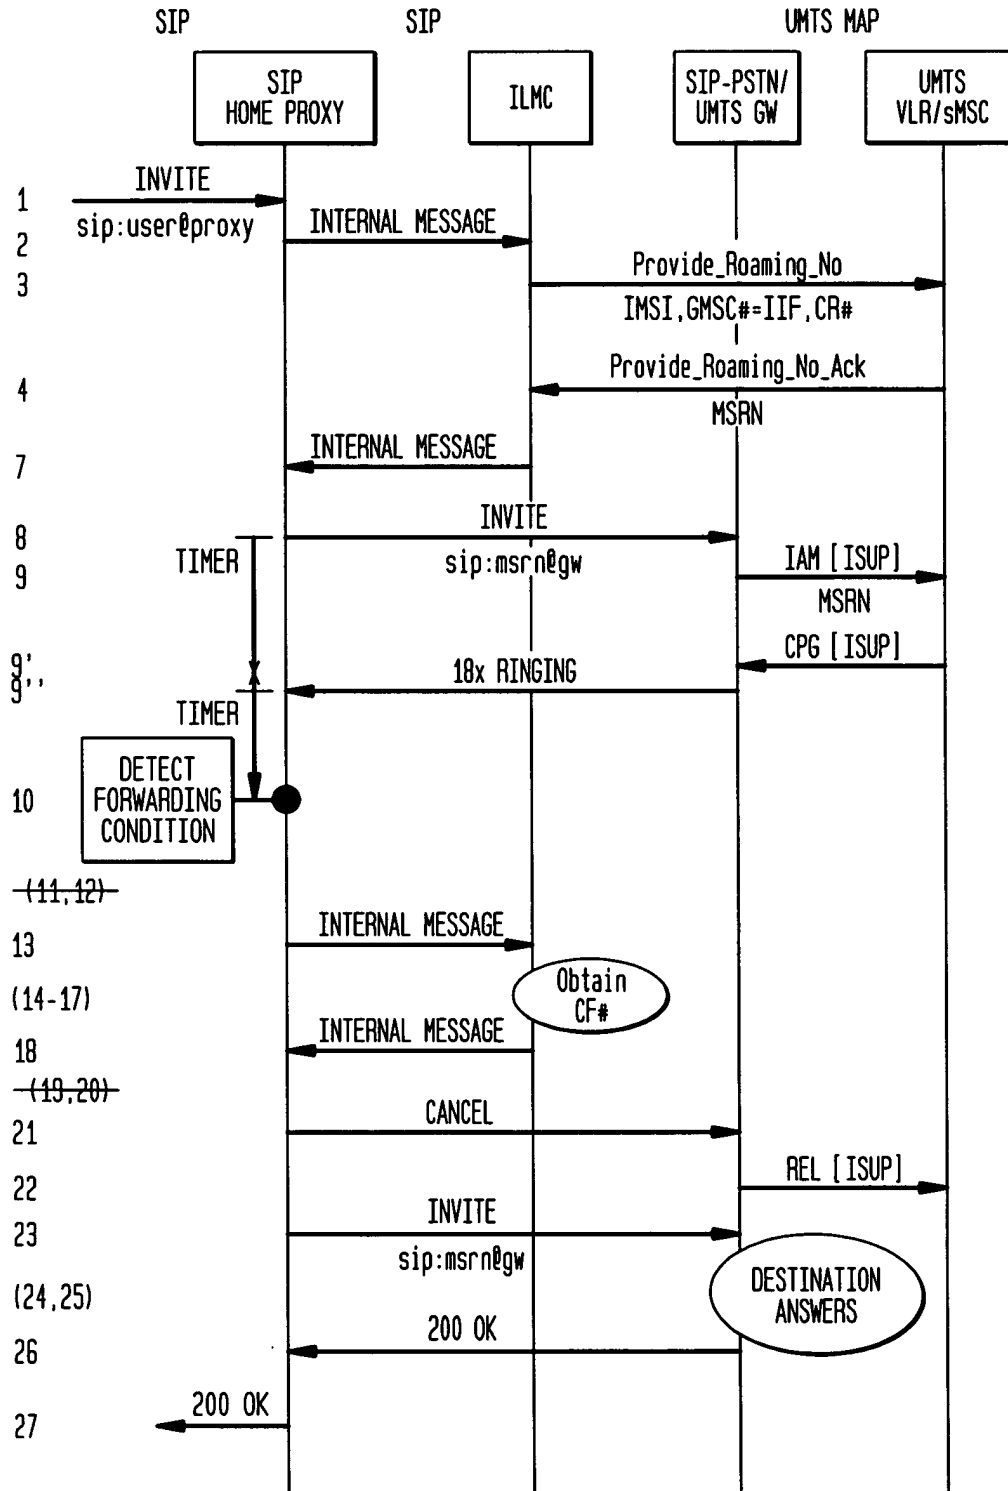 SIP SIP UMTS MAP
SIP
HOME PROXY
ILMC
SIP-PSTN/
UMTS GW
UMTS
VLR/sMSC
1 INVITE
sip:user@proxy
2 INTERNAL MESSAGE
3 Provide_Roaming_No
IMSI,GMSC#=IIF,CR#
4 Provide_Roaming_No_Ack
MSRN
7 INTERNAL MESSAGE
8 INVITE
sip:msrn@gw
TIMER
9 IAM [ISUP]
MSRN
9' CPG [ISUP]
9'' 18x RINGING
TIMER
10 DETECT
FORWARDING
CONDITION
(11,12)
13 INTERNAL MESSAGE
(14-17) Obtain
CF#
18 INTERNAL MESSAGE
(19,20)
21 CANCEL
22 REL [ISUP]
23 INVITE
sip:msrn@gw
(24,25) DESTINATION
ANSWERS
26 200 OK
27 200 OK